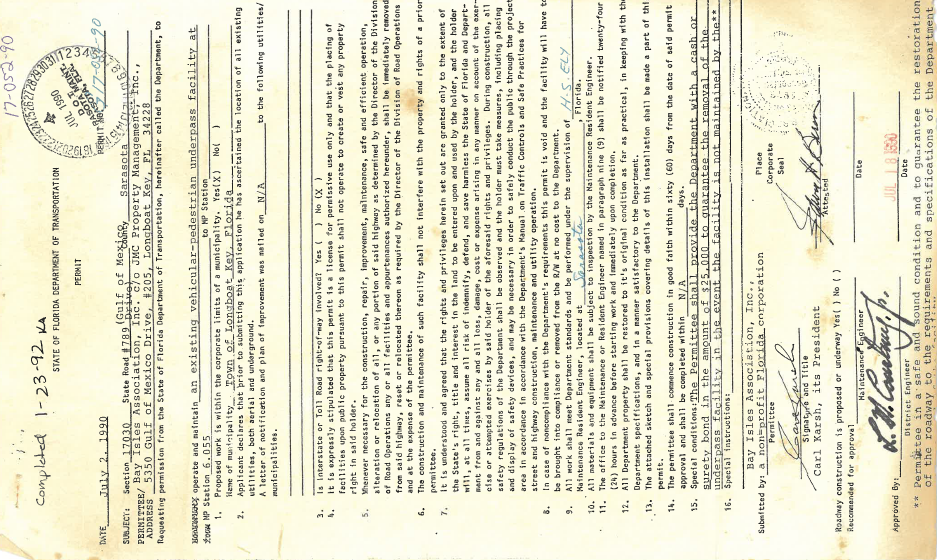 completed 1-23-92 KA
17-052-90
STATE OF FLORIDA DEPARTMENT OF TRANSPORTATION
PERMIT
DATE July 2, 1990
PERMIT NO.
SUBJECT: Section 17030 State Road #789 (Gulf of Mexico Drive) Sarasota County
PERMITTEE/ Bay Isles Association, Inc., c/o JMC Property Management, Inc.,
ADDRESS 5350 Gulf of Mexico Drive, #205, Longboat Key, FL 34228
Requesting permission from the State of Florida Department of Transportation, hereinafter called the Department, to
operate and maintain an existing vehicular-pedestrian underpass facility at
MP Station 6.055 to MP Station
1. Proposed work is within the corporate limits of a municipality. Yes(X) No( )
Name of municipality Town of Longboat Key, Florida
2. Applicant declares that prior to submitting this application he has ascertained the location of all existing
utilities, both aerial and underground.
A letter of notification and plan of improvement was mailed on N/A to the following utilities/
municipalities.
3. Is interstate or Toll Road right-of-way involved? Yes ( ) No (X )
4. It is expressly stipulated that this permit is a license for permissive use only and that the placing of
facilities upon public property pursuant to this permit shall not operate to create or vest any property
right in said holder.
5. Whenever necessary for the construction, repair, improvement, maintenance, safe and efficient operation,
alteration or relocation of all, or any portion of said highway as determined by the Director of the Division
of Road Operations any or all facilities and appurtenances authorized hereunder, shall be immediately removed
from said highway, reset or relocated thereon as required by the Director of the Division of Road Operations
and at the expense of the permittee.
6. The construction and maintenance of such facility shall not interfere with the property and rights of a prior
permittee.
7. It is understood and agreed that the rights and privileges herein set out are granted only to the extent of
the State's right, title and interest in the land to be entered upon and used by the holder, and the holder
will, at all times, assume all risk of indemnify, defend, and save harmless the State of Florida and Depart-
ment from and against any and all loss, damage, cost or expense arising in any manner on account of the exer-
cise or attempted exercises by said holder of the aforesaid rights and privileges. During construction, all
safety regulations of the Department shall be observed and the holder must take measures, including placing
and display of safety devices, and may be necessary in order to safely conduct the public through the project
area in accordance with the Department's Manual on Traffic Controls and Safe Practices for
street and highway construction, maintenance and utility operation.
8. In case of noncompliance with the Department's requirements this permit is void and the facility will have to
be brought into compliance or removed from the R/W at no cost to the Department.
9. All work shall meet Department standards and be performed under the supervision of H.S. ELY
Maintenance or Resident Engineer, located at Sarasota, Florida.
10. All materials and equipment shall be subject to inspection by the Maintenance Resident Engineer.
11. The office of the Maintenance or Resident Engineer named in paragraph nine (9) shall be notified twenty-four
(24) hours in advance before starting work and again upon completion.
12. All Department property shall be restored to it's original condition as far as practical, in keeping with the
Department specifications, and in a manner satisfactory to the Department.
13. The attached sketch and special provisions covering details of this installation shall be made a part of this
permit.
14. The permittee shall commence construction in good faith within sixty (60) days from the date of said permit
approval and shall be completed within N/A days.
15. Special conditions: The Permittee shall provide the Department with a cash or
surety bond in the amount of $25,000 to guarantee the removal of the
underpass facility in the event the facility is not maintained by the**
16. Special instructions:
Submitted by: Bay Isles Association, Inc.,
a non-profit Florida corporation
Permittee
Place
Corporate
Seal
Signature and title
Carl Karsh, its President
Attested
Roadway construction is proposed or underway Yes( ) No ( )
Recommended for approval
Maintenance Engineer
Date
JUL 18 1990
Approved By:
District Engineer
Date
** Permittee in a safe and sound condition and to guarantee the restoration
of the roadway to the requirements and specifications of the Department